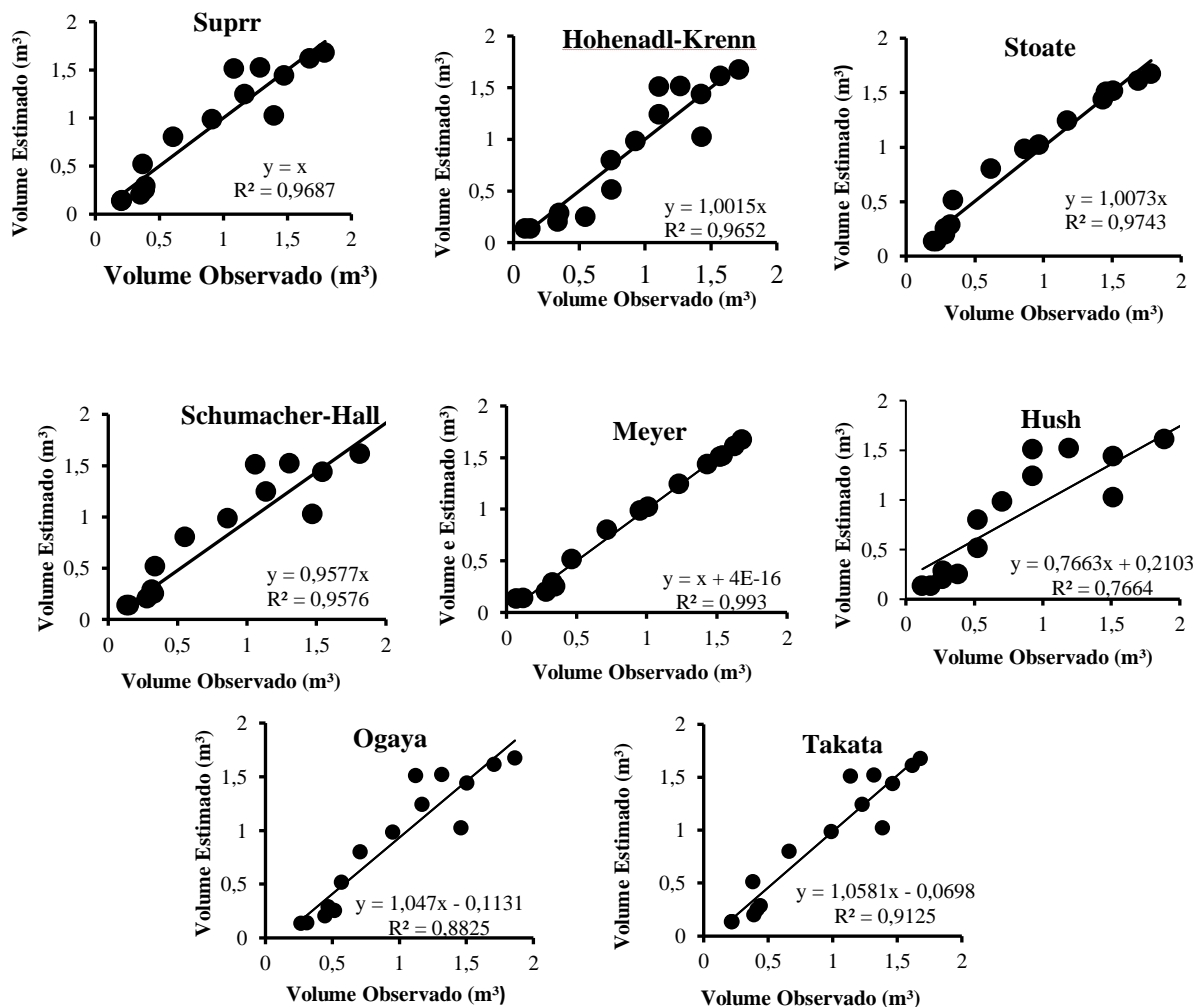 Suprr
Volume Estimado (m³)
2
1,5
1
0,5
0
y = x
R² = 0,9687
0 0,5 1 1,5 2
Volume Observado (m³)
Hohenadl-Krenn
Volume Estimado (m³)
2
1,5
1
0,5
0
y = 1,0015x
R² = 0,9652
0 0,5 1 1,5 2
Volume Observado (m³)
Stoate
Volume Estimado (m³)
2
1,5
1
0,5
0
y = 1,0073x
R² = 0,9743
0 0,5 1 1,5 2
Volume Observado (m³)
Schumacher-Hall
Volume Estimado (m³)
2
1,5
1
0,5
0
y = 0,9577x
R² = 0,9576
0 0,5 1 1,5 2
Volume Observado (m³)
Meyer
Volume e Estimado (m³)
2
1,5
1
0,5
0
y = x + 4E-16
R² = 0,993
0 0,5 1 1,5 2
Volume Observado (m³)
Hush
Volume Estimado (m³)
2
1,5
1
0,5
0
y = 0,7663x + 0,2103
R² = 0,7664
0 0,5 1 1,5 2
Volume Observado (m³)
Ogaya
Volume Estimado (m³)
2
1,5
1
0,5
0
y = 1,047x - 0,1131
R² = 0,8825
0 0,5 1 1,5 2
Volume Observado (m³)
Takata
Volume Estimado (m³)
2
1,5
1
0,5
0
y = 1,0581x - 0,0698
R² = 0,9125
0 0,5 1 1,5 2
Volume Observado (m³)